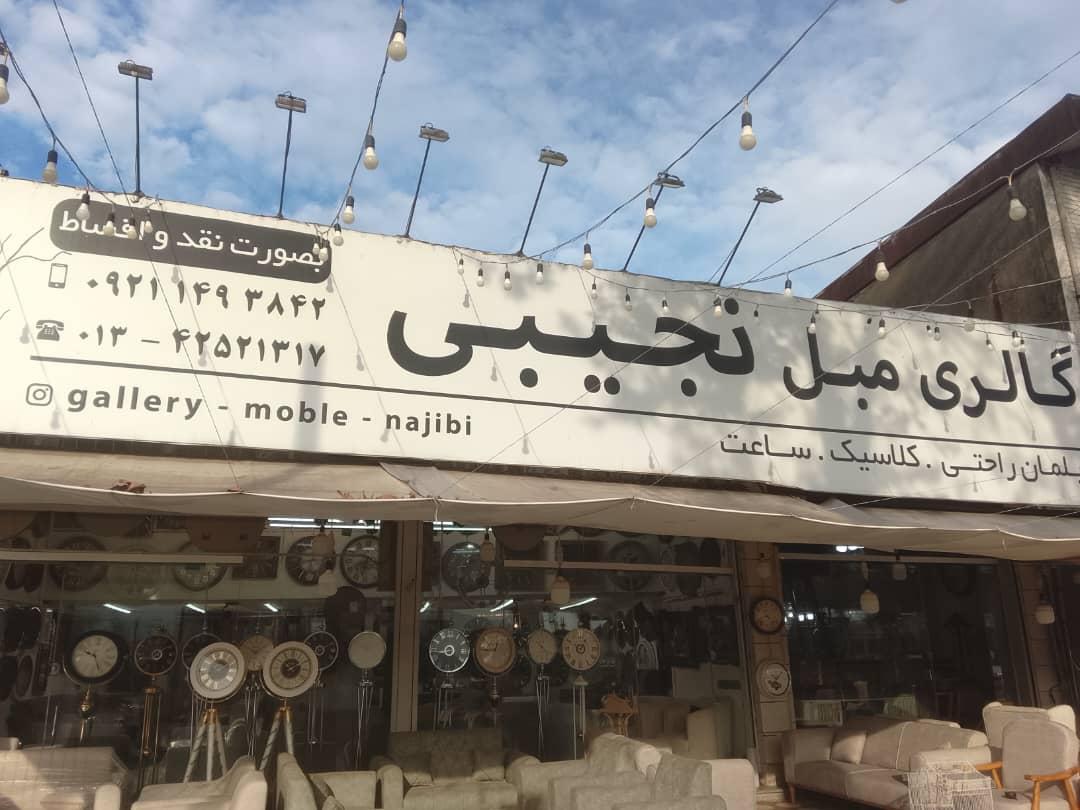 گالری مبل نجیبی
مبلمان راحتی . کلاسیک . ساعت
بصورت نقد و اقساط
۰۹۲۱ ۱۴۹ ۳۸۴۲
۰۱۳ - ۴۲۵۲۱۳۱۷
gallery - moble - najibi